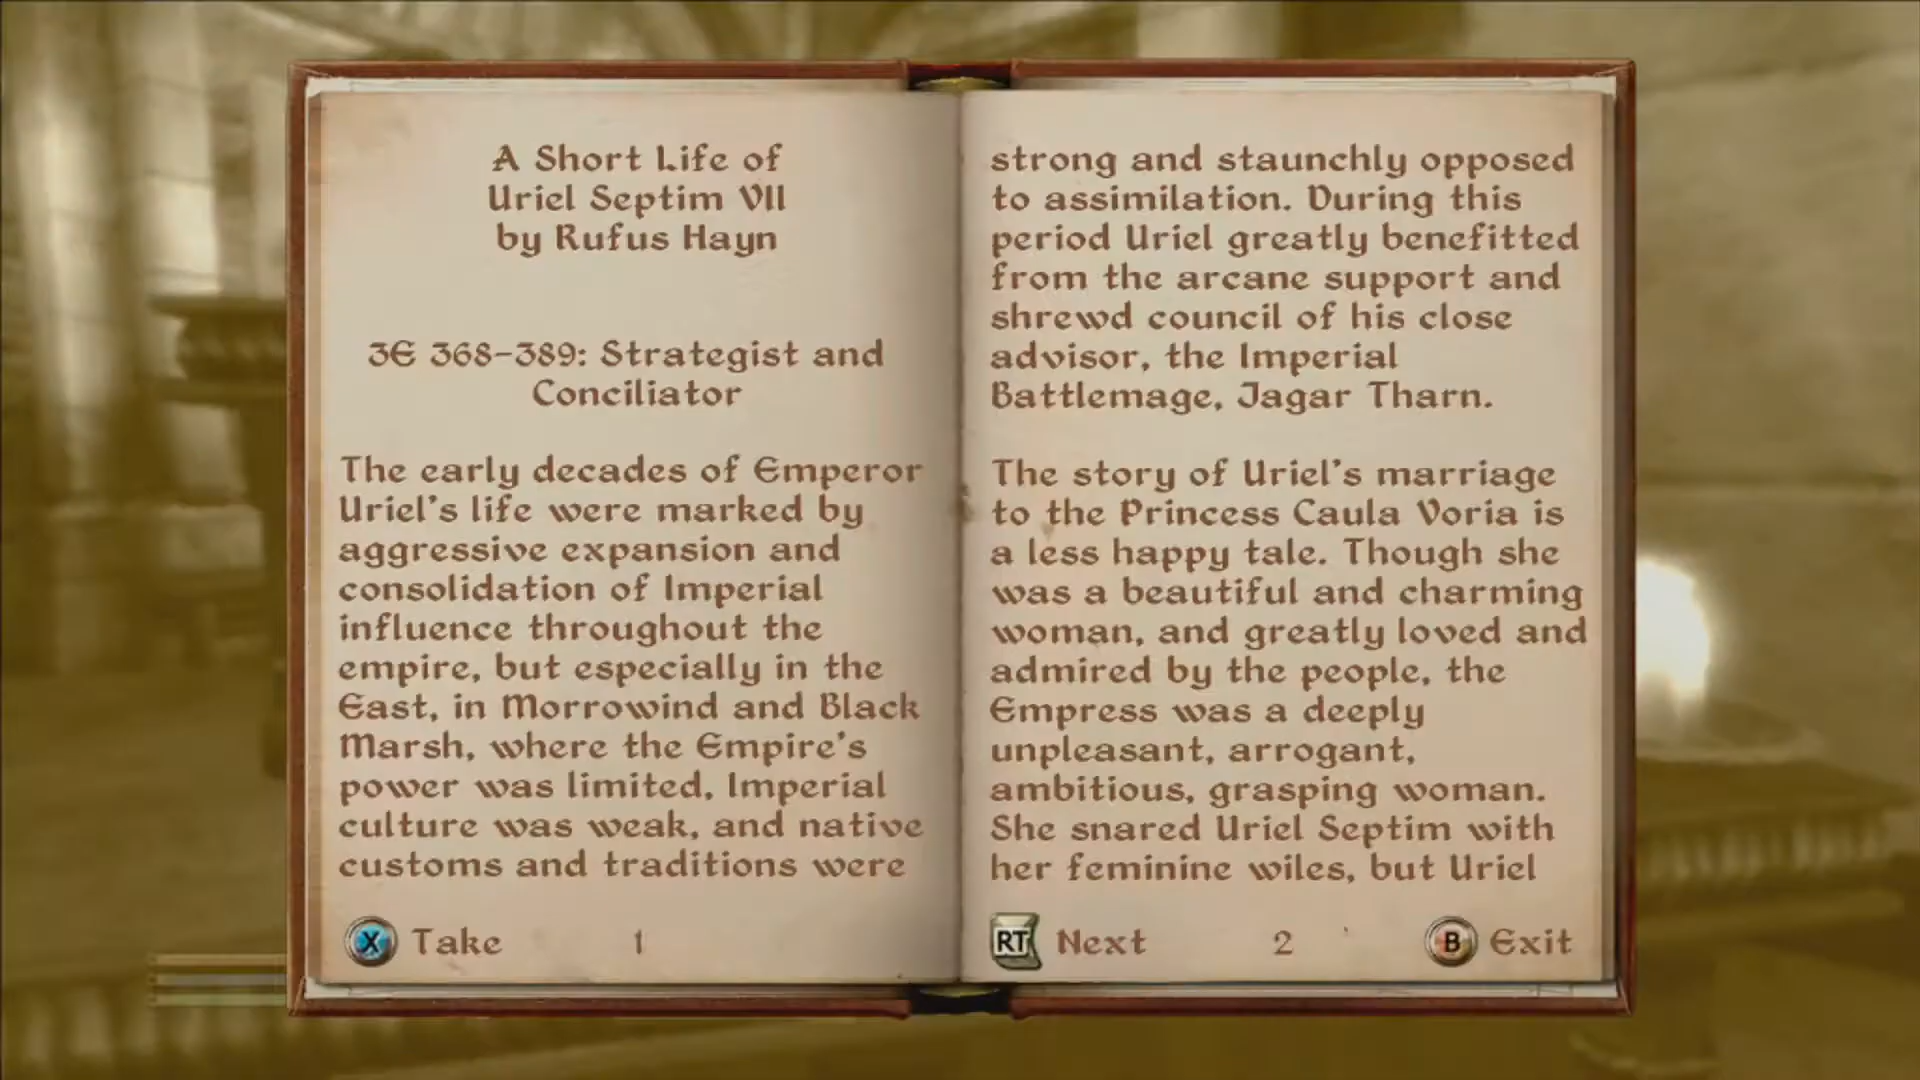 A Short Life of
Uriel Septim VII
by Rufus Hayn
3E 368-389: Strategist and
Conciliator
The early decades of Emperor
Uriel's life were marked by
aggressive expansion and
consolidation of Imperial
influence throughout the
empire, but especially in the
East, in Morrowind and Black
Marsh, where the Empire's
power was limited, Imperial
culture was weak, and native
customs and traditions were
X Take 1
strong and staunchly opposed
to assimilation. During this
period Uriel greatly benefitted
from the arcane support and
shrewd council of his close
advisor, the Imperial
Battlemage, Jagar Tharn.
The story of Uriel's marriage
to the Princess Caula Voria is
a less happy tale. Though she
was a beautiful and charming
woman, and greatly loved and
admired by the people, the
Empress was a deeply
unpleasant, arrogant,
ambitious, grasping woman.
She snared Uriel Septim with
her feminine wiles, but Uriel
RT Next 2 B Exit